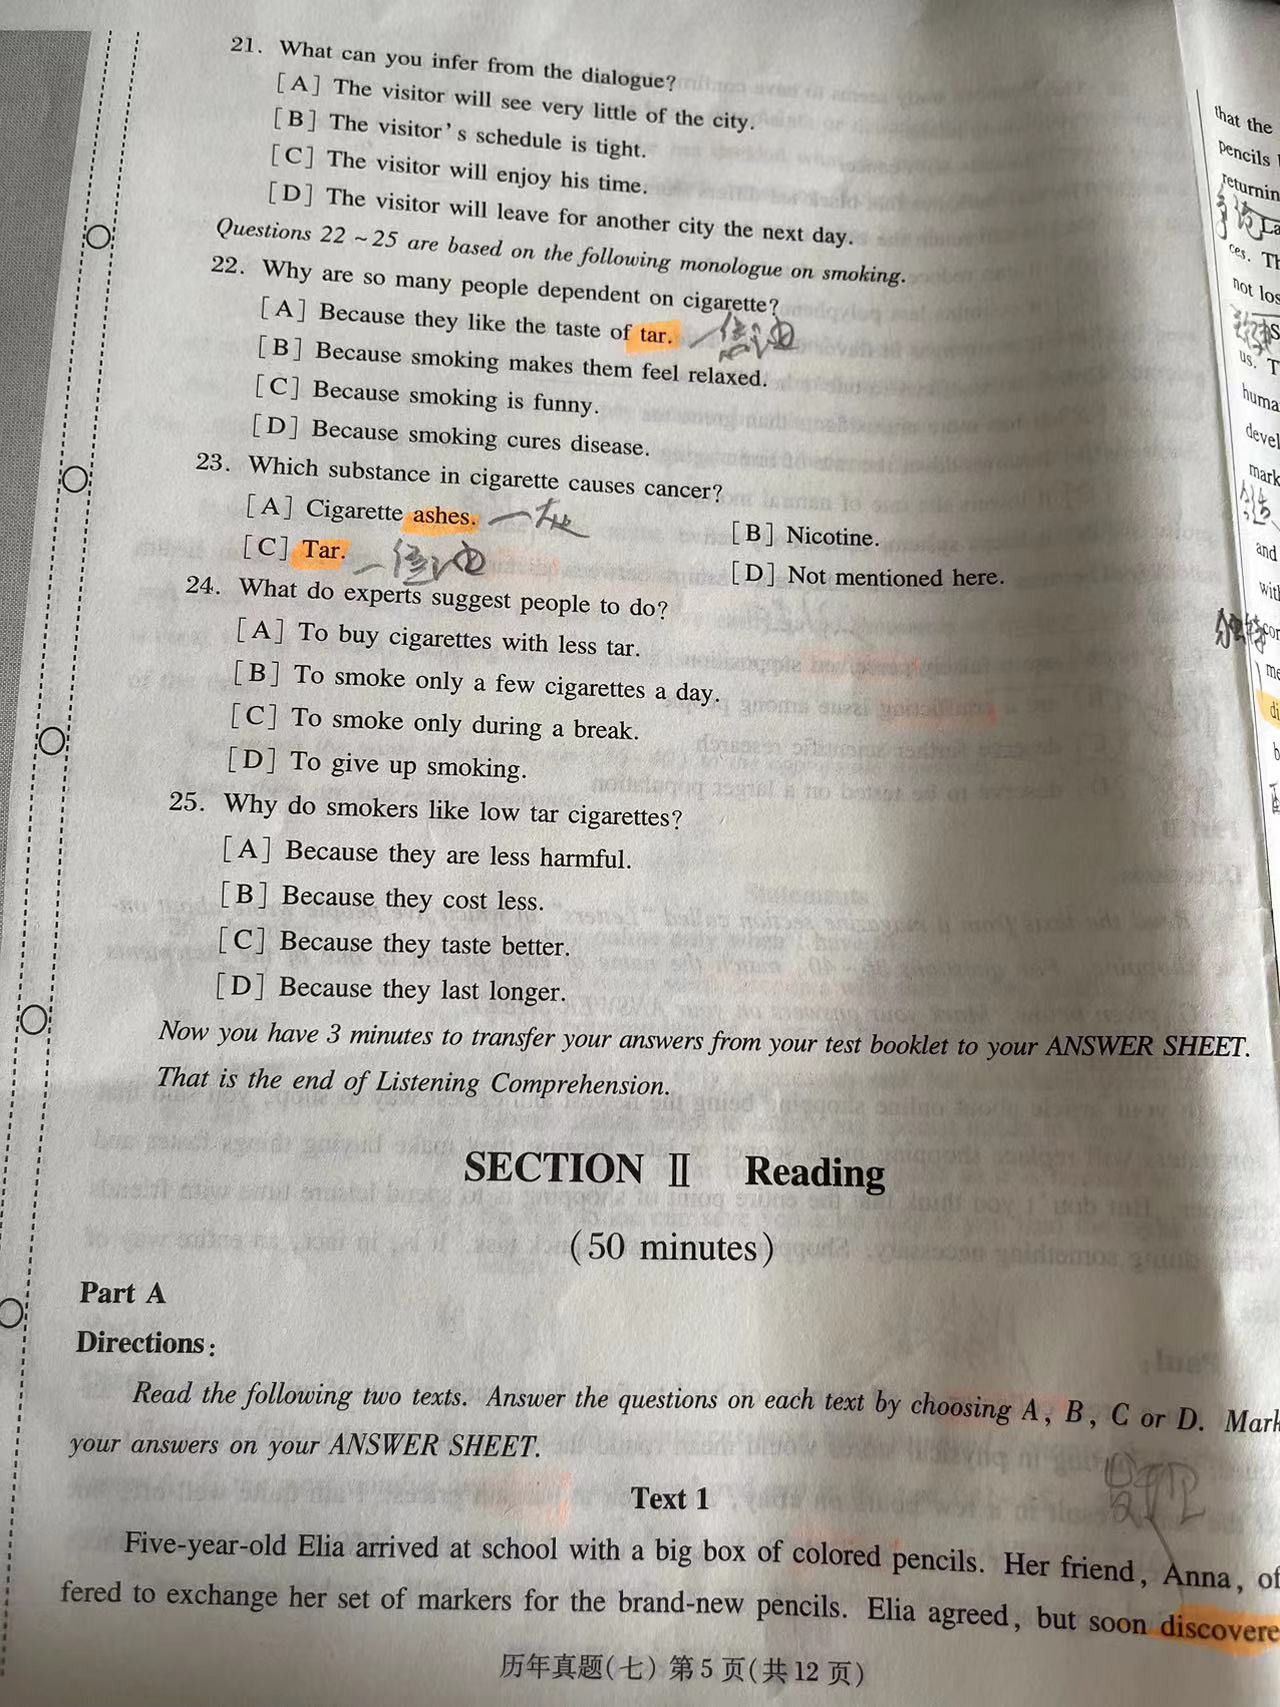 21. What can you infer from the dialogue?
[A] The visitor will see very little of the city.
[B] The visitor's schedule is tight.
[C] The visitor will enjoy his time.
[D] The visitor will leave for another city the next day.
Questions 22~25 are based on the following monologue on smoking.
22. Why are so many people dependent on cigarette?
[A] Because they like the taste of tar. 一
[B] Because smoking makes them feel relaxed.
[C] Because smoking is funny.
[D] Because smoking cures disease.
23. Which substance in cigarette causes cancer?
[A] Cigarette ashes. 一灰
[B] Nicotine.
[C] Tar. 一
[D] Not mentioned here.
24. What do experts suggest people to do?
[A] To buy cigarettes with less tar.
[B] To smoke only a few cigarettes a day.
[C] To smoke only during a break.
[D] To give up smoking.
25. Why do smokers like low tar cigarettes?
[A] Because they are less harmful.
[B] Because they cost less.
[C] Because they taste better.
[D] Because they last longer.
Now you have 3 minutes to transfer your answers from your test booklet to your ANSWER SHEET.
That is the end of Listening Comprehension.
SECTION Ⅱ Reading
(50 minutes)
Part A
Directions:
Read the following two texts. Answer the questions on each text by choosing A, B, C or D. Mark
your answers on your ANSWER SHEET.
Text 1
Five-year-old Elia arrived at school with a big box of colored pencils. Her friend, Anna, of
fered to exchange her set of markers for the brand-new pencils. Elia agreed, but soon discovere
历年真题(七) 第5页(共12页)
that the
pencils
returnin
La
ces. Th
not los
us. T
huma
devel
mark
and
with
con
me
di
b